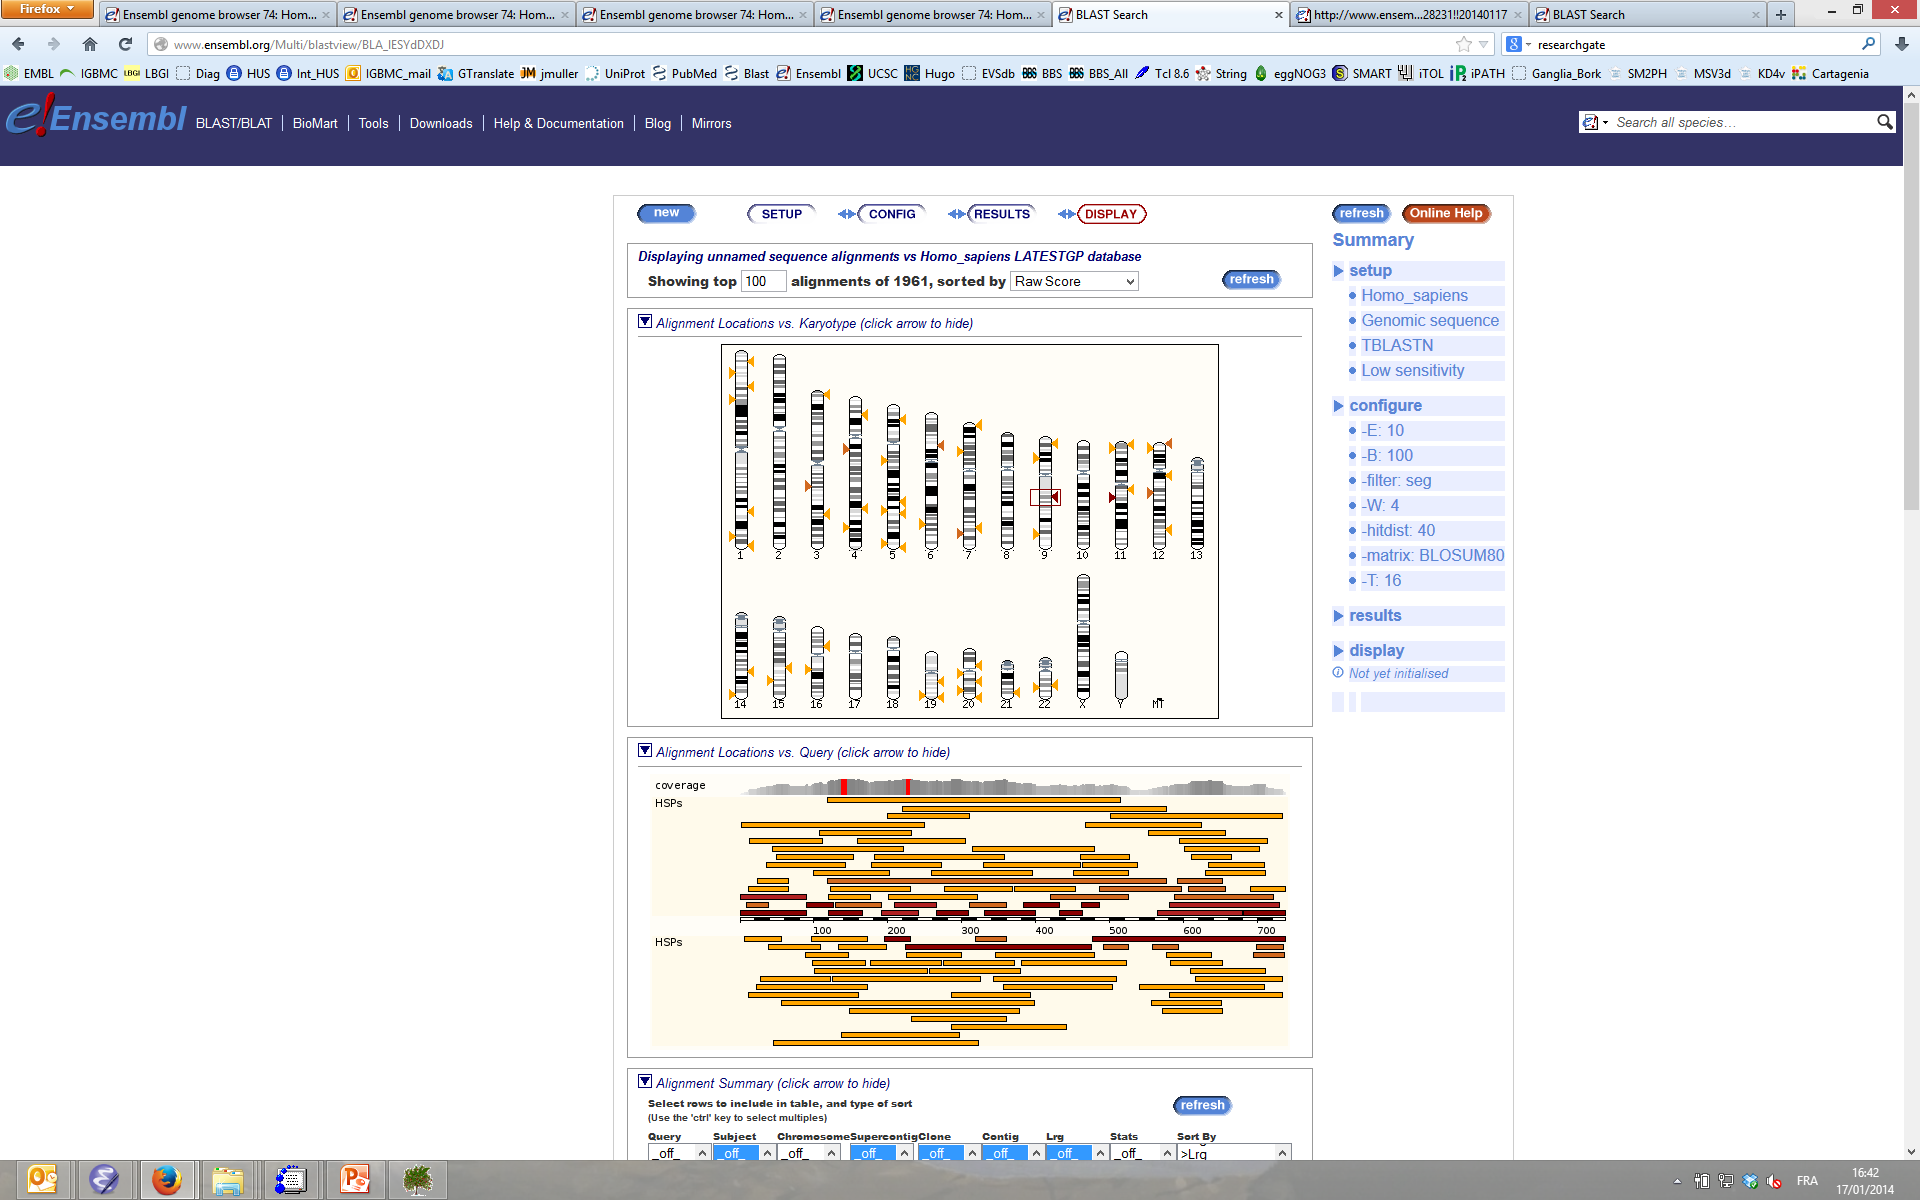 Firefox
Ensembl genome browser 74: Hom...
Ensembl genome browser 74: Hom...
Ensembl genome browser 74: Hom...
Ensembl genome browser 74: Hom...
BLAST Search
http://www.ensem...28231!!20140117
BLAST Search
www.ensembl.org/Multi/blastview/BLA_IESYdDXDJ
researchgate
EMBL IGBMC LBGI LBGI Diag HUS Int_HUS IGBMC_mail GTranslate JM jmuller UniProt PubMed Blast Ensembl UCSC Hugo EVSdb BBS BBS BBS BBS_All Tcl 8.6 String eggNOG3 SMART iTOL iPATH Ganglia_Bork SM2PH MSV3d KD4v Cartagenia
e!Ensembl BLAST/BLAT | BioMart | Tools | Downloads | Help & Documentation | Blog | Mirrors
Search all species...
new SETUP CONFIG RESULTS DISPLAY
refresh Online Help
Displaying unnamed sequence alignments vs Homo_sapiens LATESTGP database
Showing top 100 alignments of 1961, sorted by Raw Score refresh
Alignment Locations vs. Karyotype (click arrow to hide)
1 2 3 4 5 6 7 8 9 10 11 12 13
14 15 16 17 18 19 20 21 22 X Y MT
Alignment Locations vs. Query (click arrow to hide)
coverage
HSPs
100 200 300 400 500 600 700
HSPs
Alignment Summary (click arrow to hide)
Select rows to include in table, and type of sort
(Use the 'ctrl' key to select multiples)
refresh
Query Subject Chromosome Supercontig Clone Contig Lrg Stats Sort By
_off_ _off_ _off_ _off_ _off_ _off_ _off_ _off_ >Lrg
Summary
setup
Homo_sapiens
Genomic sequence
TBLASTN
Low sensitivity
configure
-E: 10
-B: 100
-filter: seg
-W: 4
-hitdist: 40
-matrix: BLOSUM80
-T: 16
results
display
Not yet initialised
FRA
16:42
17/01/2014